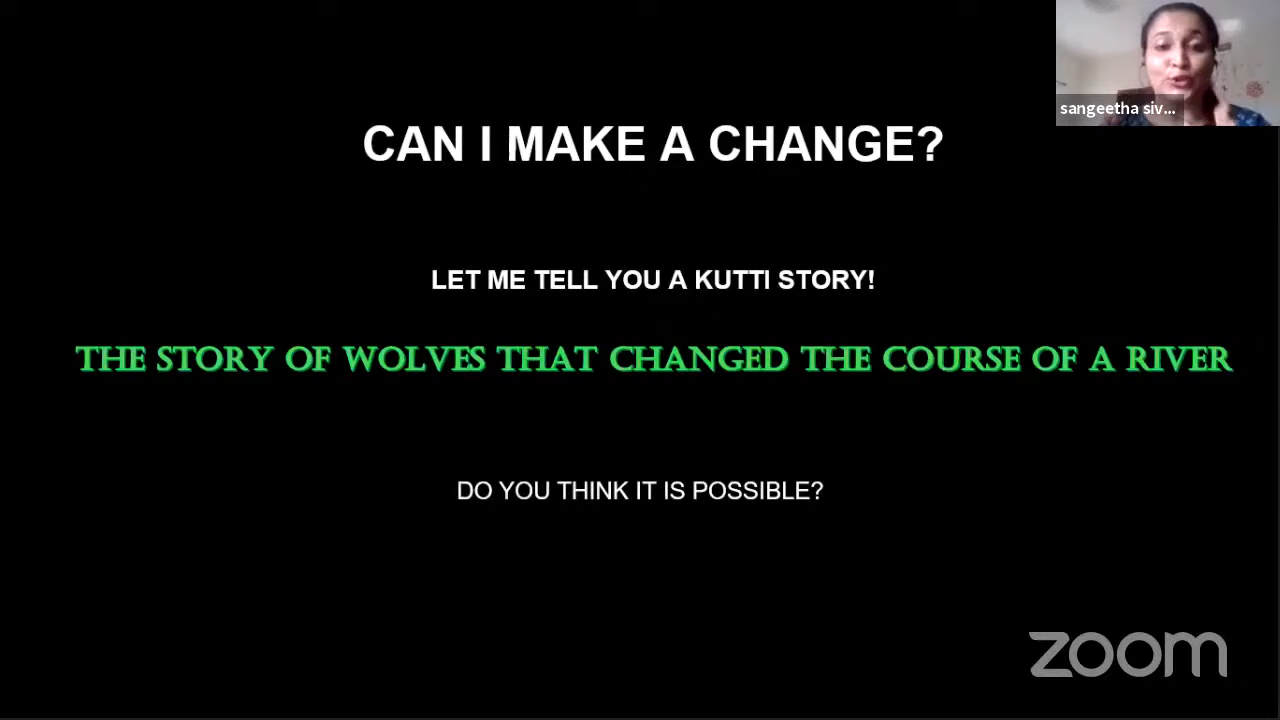 sangeetha siv...
CAN I MAKE A CHANGE?
LET ME TELL YOU A KUTTI STORY!
THE STORY OF WOLVES THAT CHANGED THE COURSE OF A RIVER
DO YOU THINK IT IS POSSIBLE?
zoom